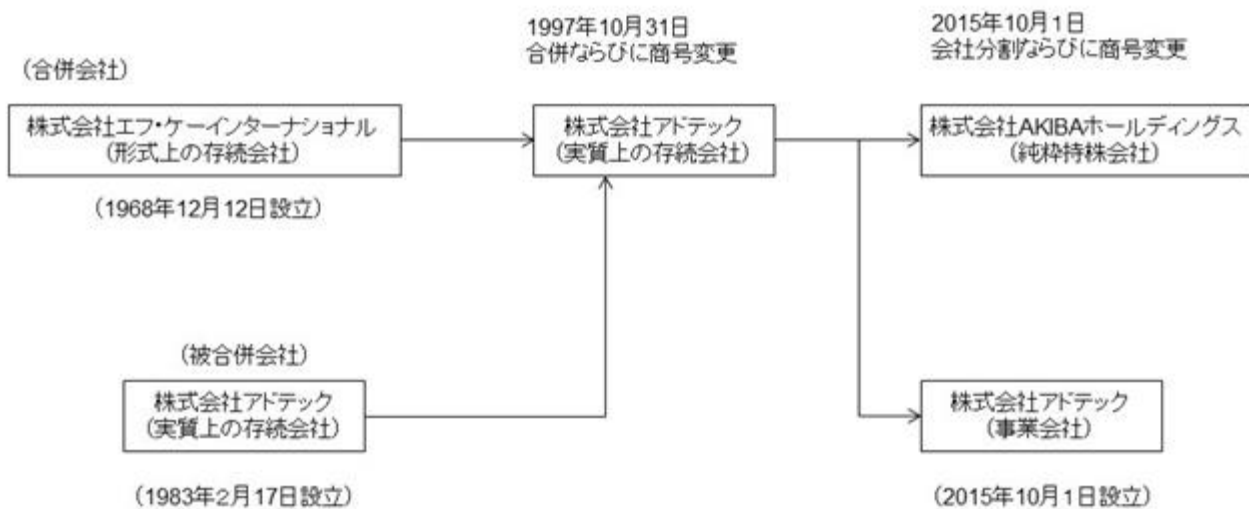 1997年10月31日
合併ならびに商号変更
2015年10月1日
会社分割ならびに商号変更
（合併会社）
株式会社エフ・ケーインターナショナル
（形式上の存続会社）
株式会社アドテック
（実質上の存続会社）
株式会社AKIBAホールディングス
（純粋持株会社）
（1968年12月12日設立）
（被合併会社）
株式会社アドテック
（実質上の存続会社）
株式会社アドテック
（事業会社）
（1983年2月17日設立）
（2015年10月1日設立）